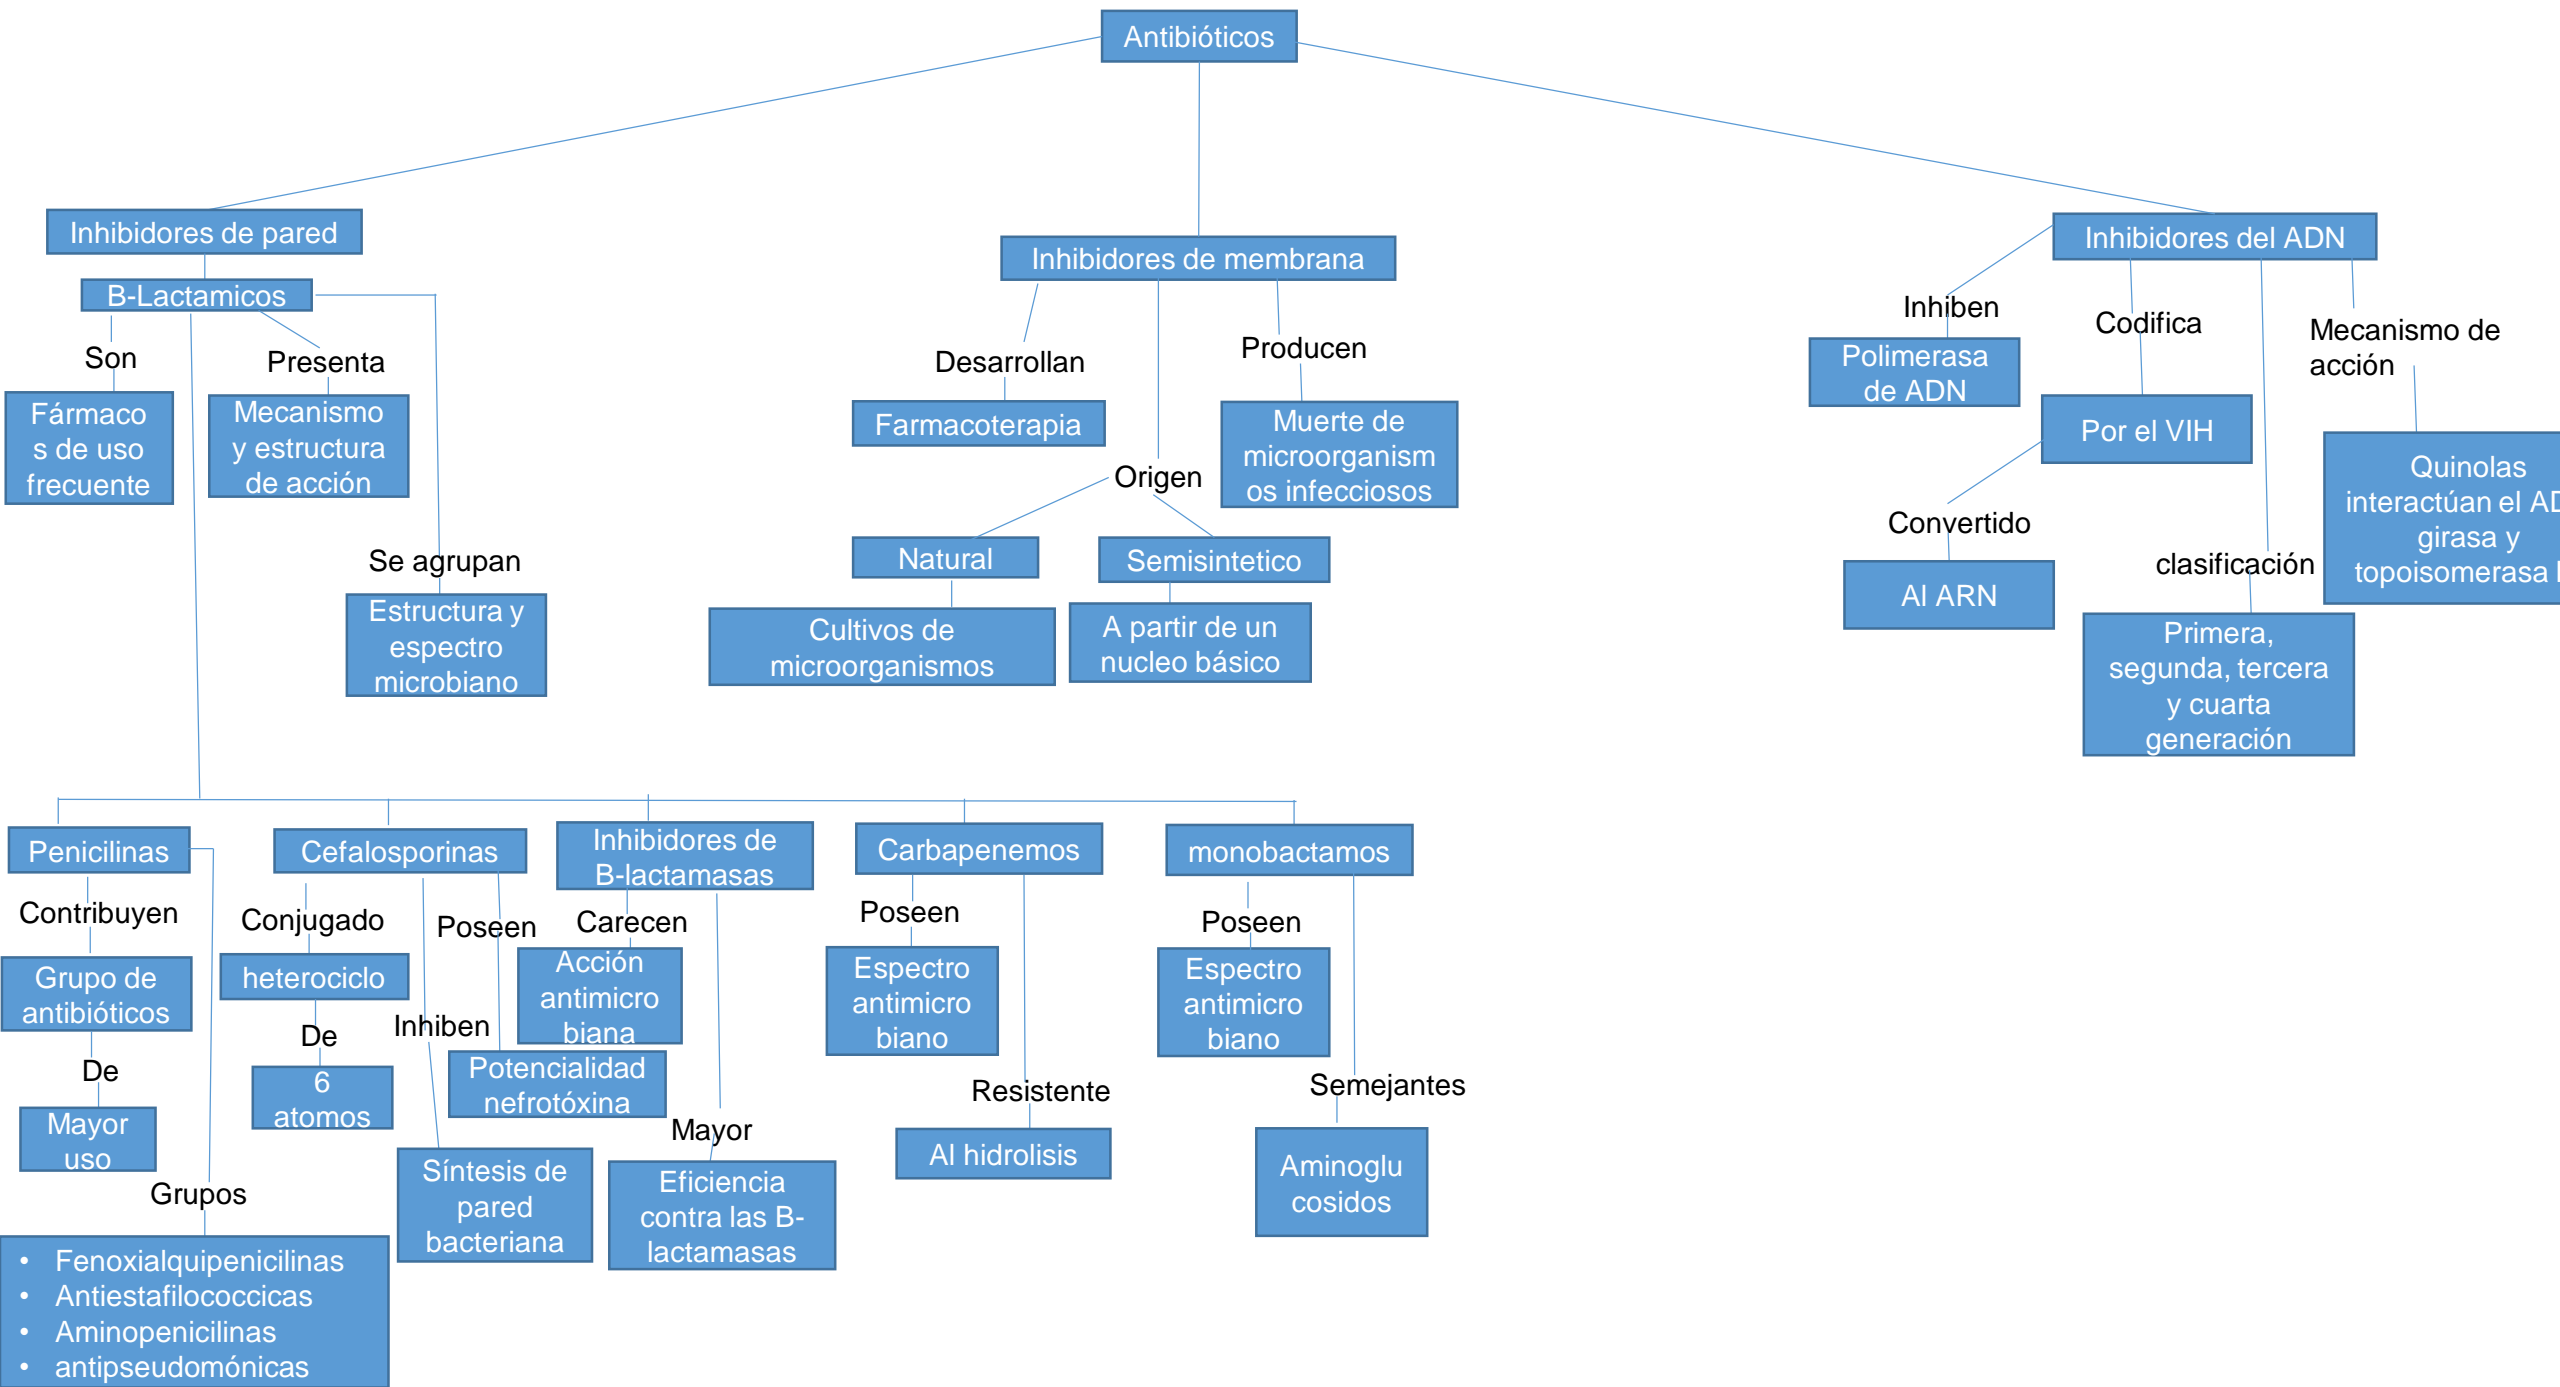 Antibióticos
Inhibidores de pared
B-Lactamicos
Son
Fármaco
s de uso
frecuente
Presenta
Mecanismo
y estructura
de acción
Se agrupan
Estructura y
espectro
microbiano
Inhibidores de membrana
Desarrollan
Farmacoterapia
Origen
Natural
Cultivos de
microorganismos
Semisintetico
A partir de un
nucleo básico
Producen
Muerte de
microorganism
os infecciosos
Inhibidores del ADN
Inhiben
Polimerasa
de ADN
Codifica
Por el VIH
Convertido
Al ARN
clasificación
Primera,
segunda, tercera
y cuarta
generación
Mecanismo de
acción
Quinolas
interactúan el
girasa y
topoisomerasa
Penicilinas
Contribuyen
Grupo de
antibióticos
De
Mayor
uso
Grupos
• Fenoxialquipenicilinas
• Antiestafilococcicas
• Aminopenicilinas
• antipseudomónicas
Cefalosporinas
Conjugado
heterociclo
De
6
atomos
Inhiben
Síntesis de
pared
bacteriana
Poseen
Potencialidad
nefrotóxina
Inhibidores de
B-lactamasas
Carecen
Acción
antimicro
biana
Mayor
Eficiencia
contra las B-
lactamasas
Carbapenemos
Poseen
Espectro
antimicro
biano
Resistente
Al hidrolisis
monobactamos
Poseen
Espectro
antimicro
biano
Semejantes
Aminoglu
cosidos